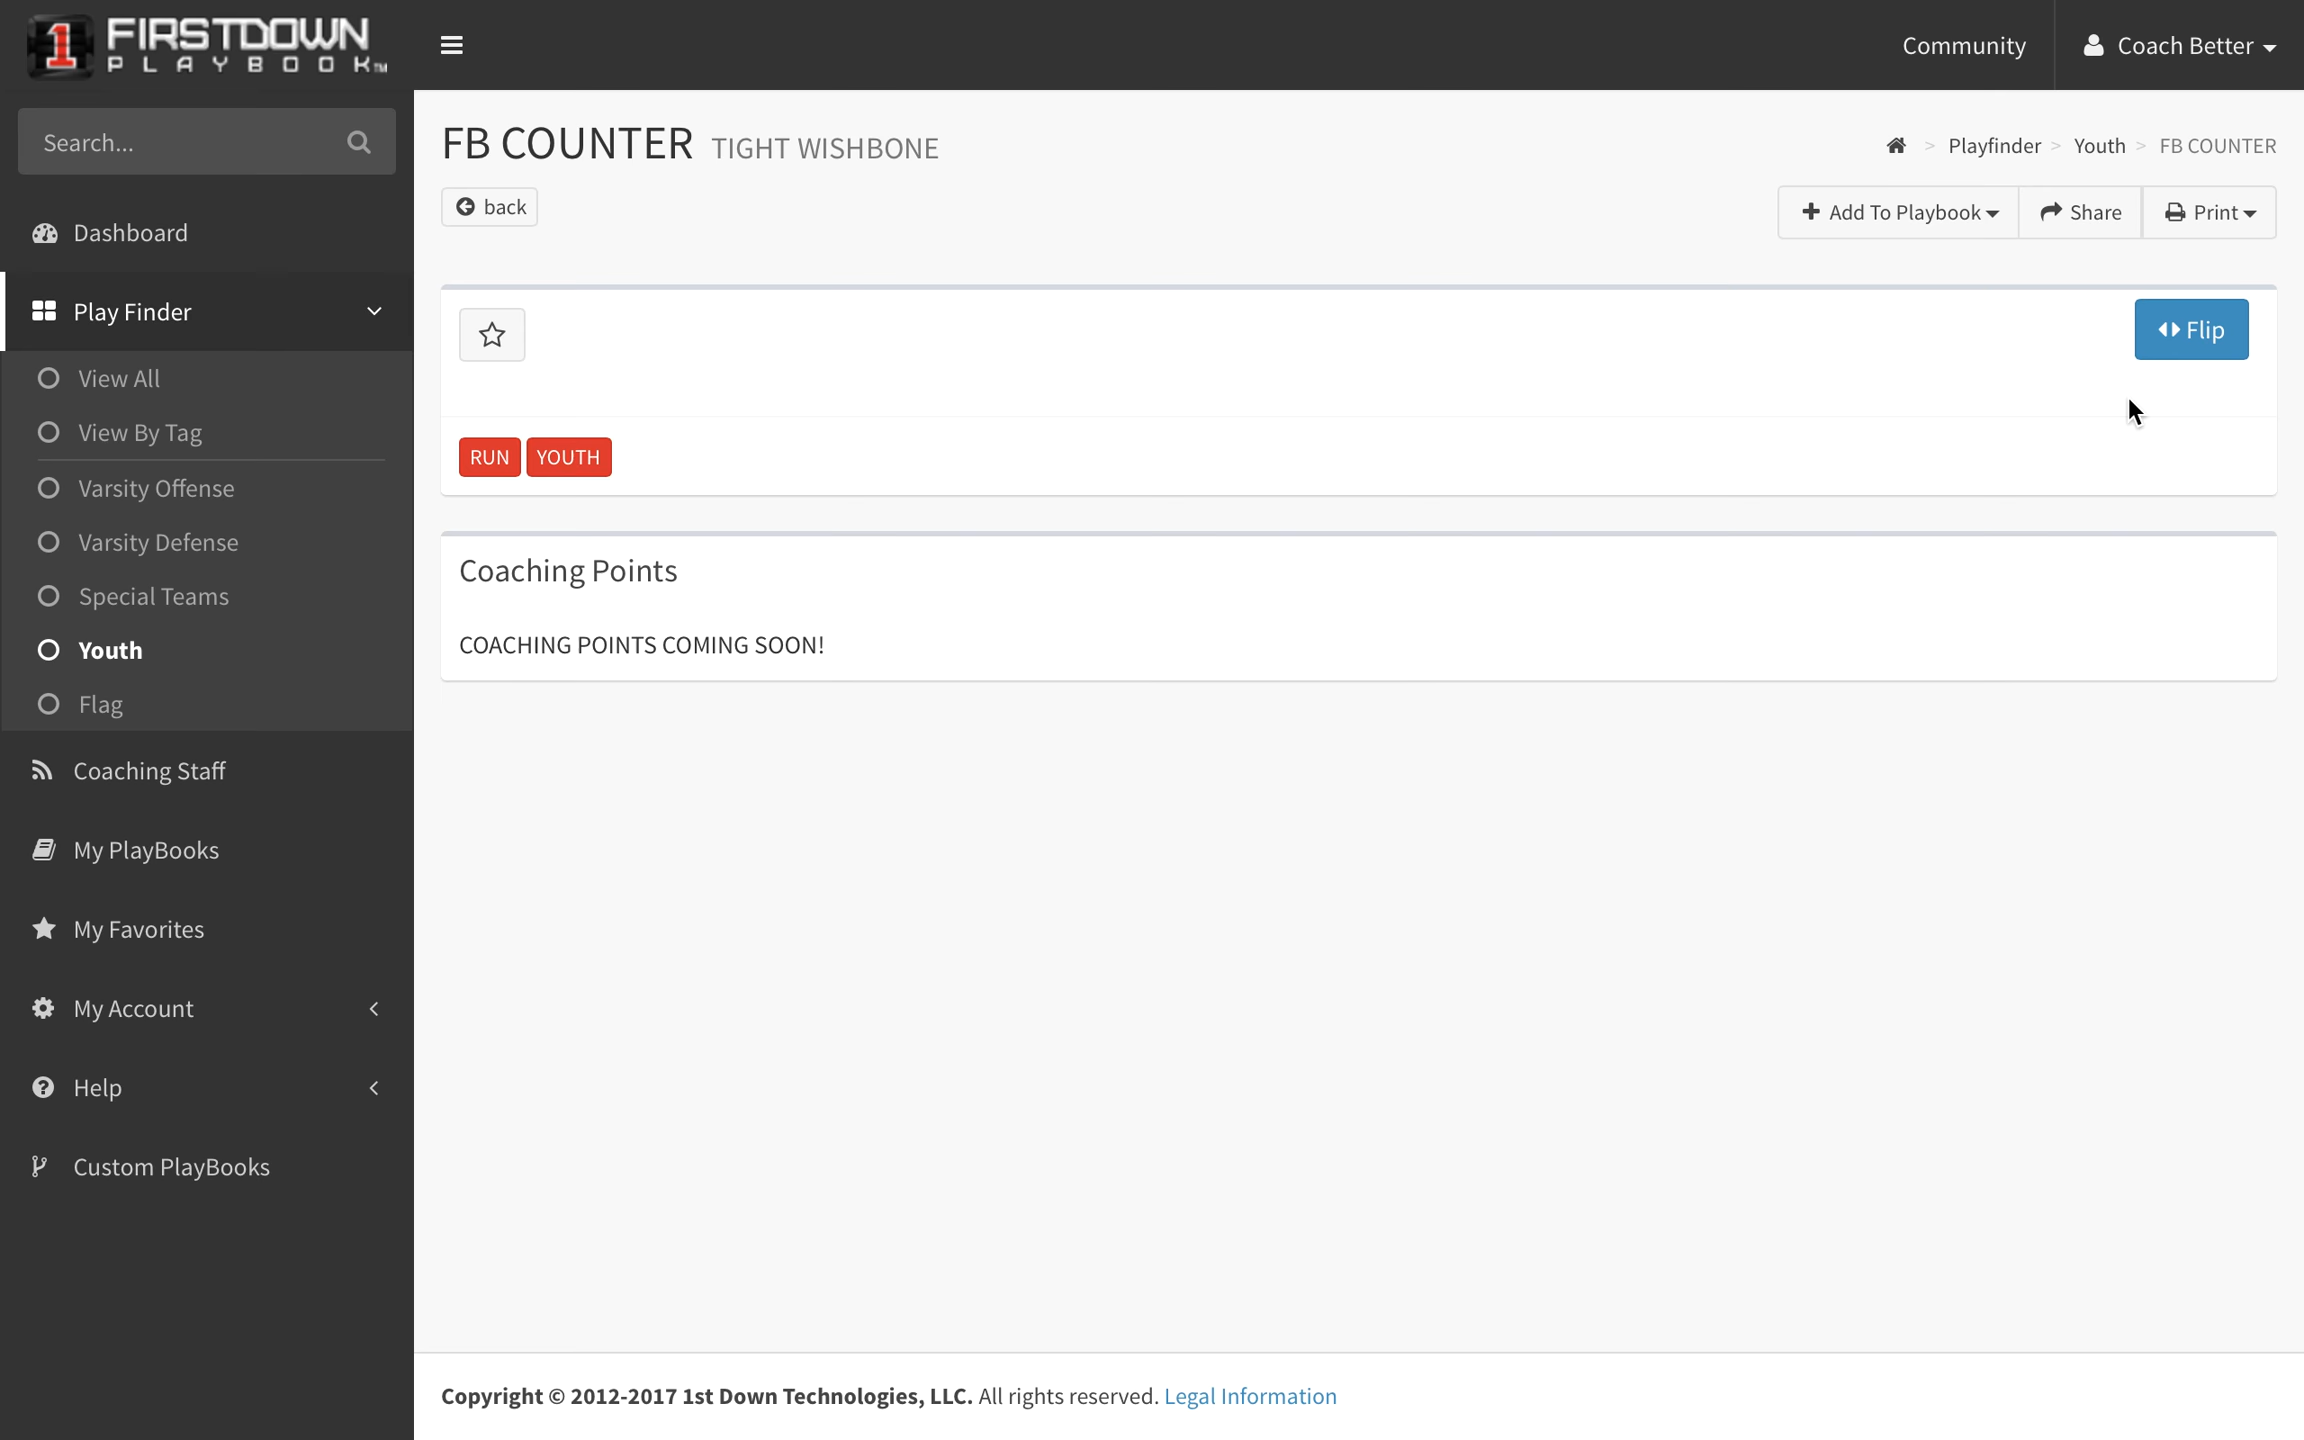 1 FIRSTDOWN
PLAYBOOK™
Community
Coach Better
Search...
Dashboard
Play Finder
View All
View By Tag
Varsity Offense
Varsity Defense
Special Teams
Youth
Flag
Coaching Staff
My PlayBooks
My Favorites
My Account
Help
Custom PlayBooks
FB COUNTER TIGHT WISHBONE
> Playfinder > Youth > FB COUNTER
back
Add To Playbook
Share
Print
Flip
RUN YOUTH
Coaching Points
COACHING POINTS COMING SOON!
Copyright © 2012-2017 1st Down Technologies, LLC. All rights reserved. Legal Information